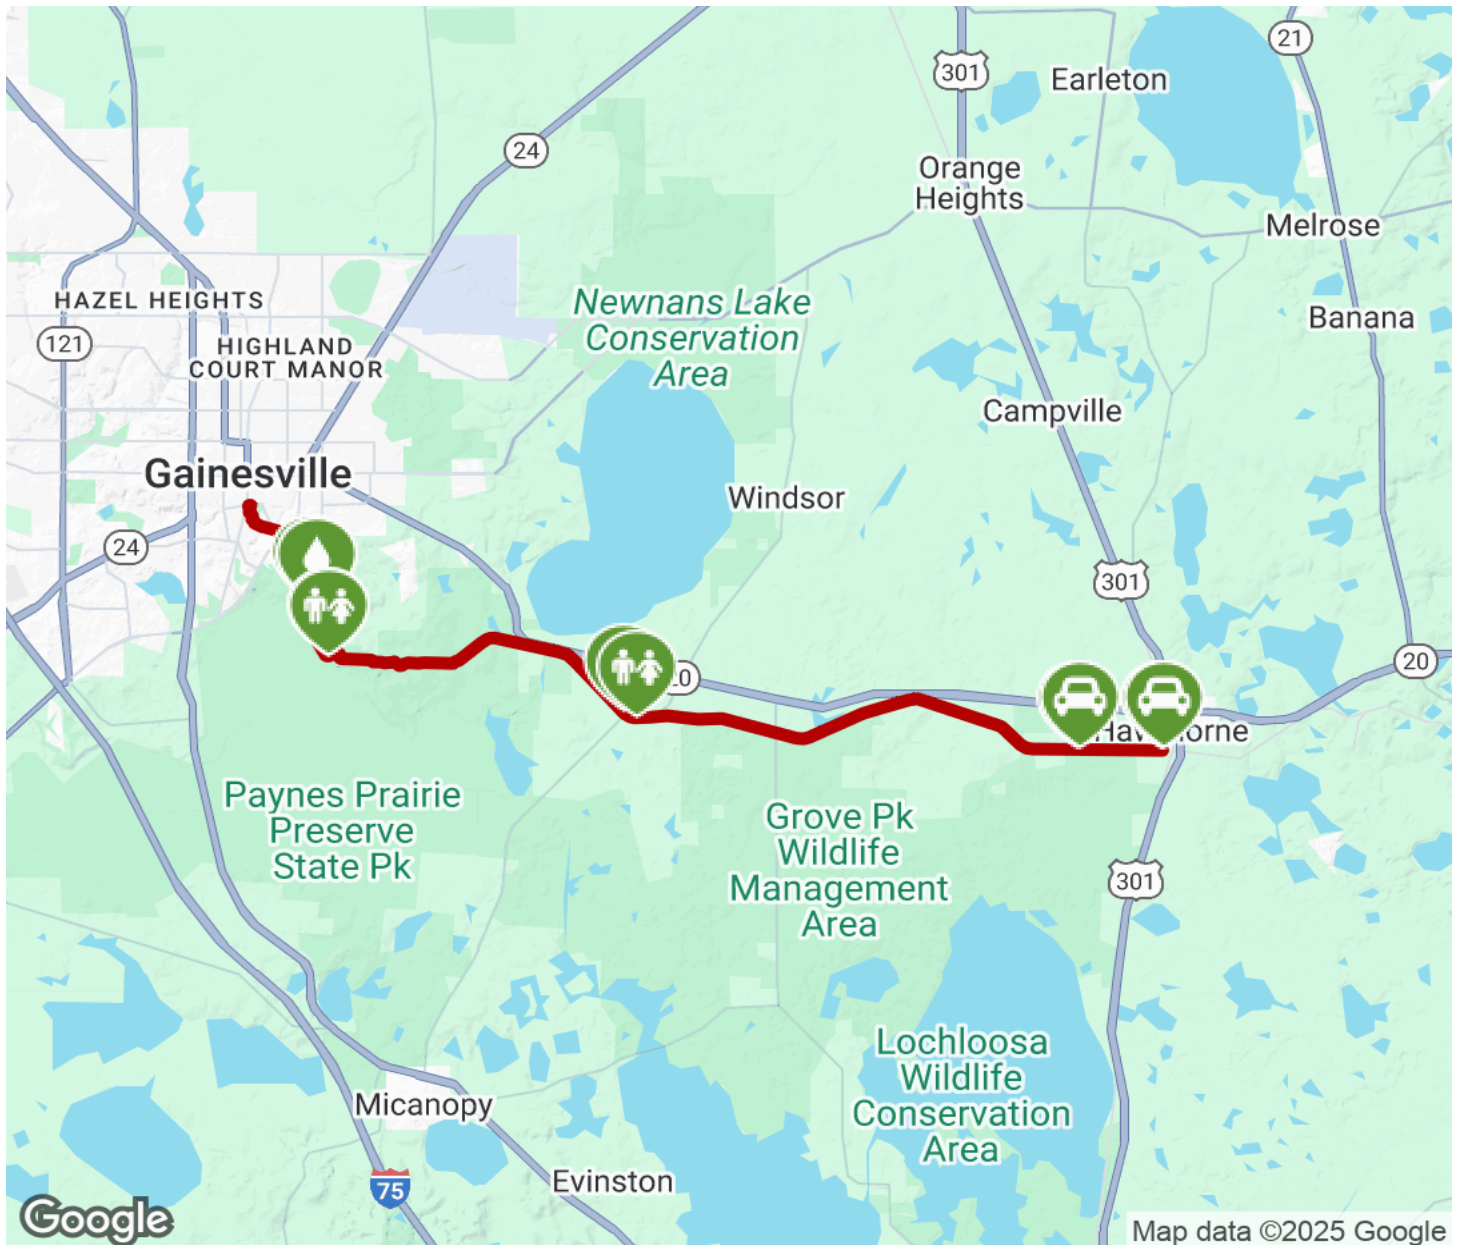 21
301
Earleton
24
Orange
Heights
Melrose
HAZEL HEIGHTS
Newnans Lake
Conservation
Area
Banana
121
HIGHLAND
COURT MANOR
Campville
Gainesville
Windsor
24
301
20
Paynes Prairie
Preserve
State Pk
Grove Pk
Wildlife
Management
Area
301
Lochloosa
Wildlife
Conservation
Area
Micanopy
Evinston
75
Google
Map data ©2025 Google